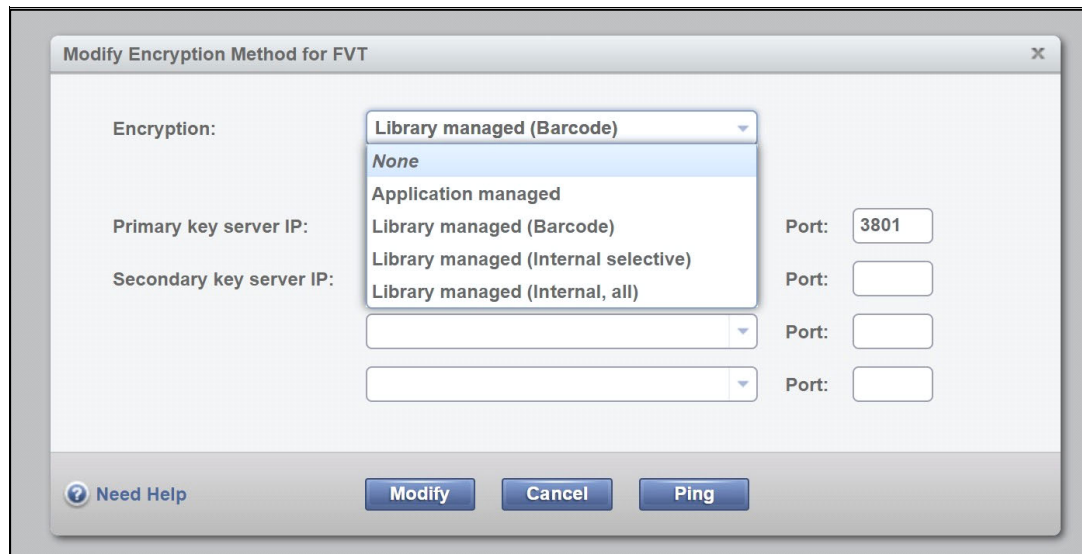 Modify Encryption Method for FVT x
Encryption: Library managed (Barcode)
None
Application managed
Primary key server IP: Library managed (Barcode) Port: 3801
Library managed (Internal selective)
Secondary key server IP: Port:
Library managed (Internal, all)
Port:
Port:
? Need Help Modify Cancel Ping